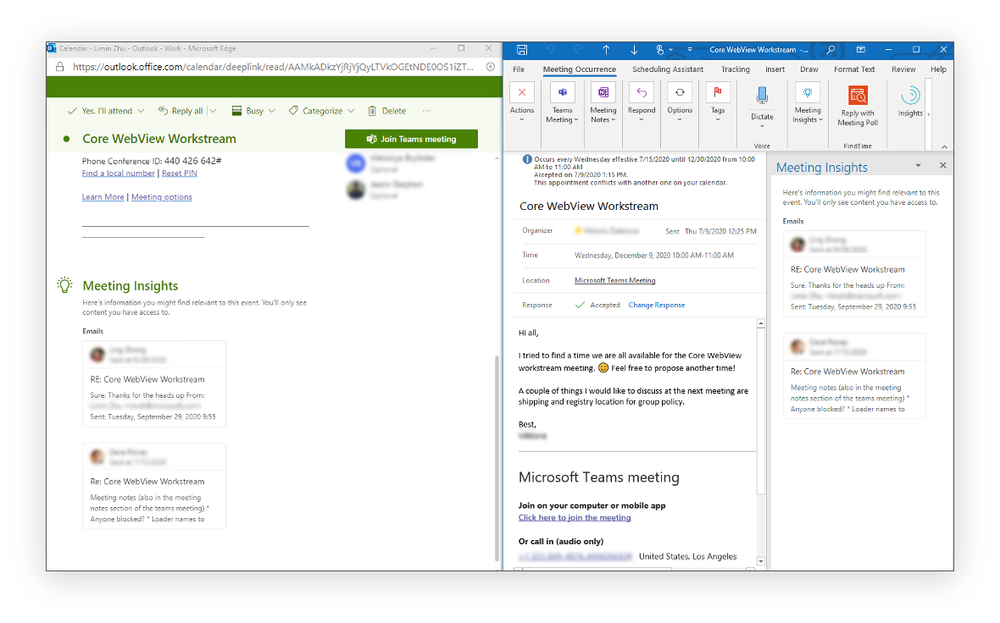 Calendar - Limin Zhu - Outlook - Work - Microsoft Edge
https://outlook.office.com/calendar/deeplink/read/AAMkADkzYjRjYjQyLTVkOGEtNDE0OS1iZT...
Yes, I'll attend
Reply all
Busy
Categorize
Delete
...
Core WebView Workstream
Join Teams meeting
Phone Conference ID: 440 426 642#
Find a local number | Reset PIN
Optional
Optional
Learn More | Meeting options
Meeting Insights
Here's information you might find relevant to this event. You'll only see
content you have access to.
Emails
RE: Core WebView Workstream
Sure. Thanks for the heads up From:
Sent: Tuesday, September 29, 2020 9:55
Re: Core WebView Workstream
Meeting notes (also in the meeting
notes section of the teams meeting) *
Anyone blocked? * Loader names to
Core WebView Workstream -...
File
Meeting Occurrence
Scheduling Assistant
Tracking
Insert
Draw
Format Text
Review
Help
Actions
Teams
Meeting
Meeting
Notes
Respond
Options
Tags
Dictate
Voice
Meeting
Insights
Reply with
Meeting Poll
FindTime
Insights
Occurs every Wednesday effective 7/15/2020 until 12/30/2020 from 10:00
AM to 11:00 AM
Accepted on 7/9/2020 1:15 PM.
This appointment conflicts with another one on your calendar.
Core WebView Workstream
Organizer
Sent Thu 7/9/2020 12:25 PM
Time
Wednesday, December 9, 2020 10:00 AM-11:00 AM
Location
Microsoft Teams Meeting
Response
Accepted
Change Response
Hi all,
I tried to find a time we are all available for the Core WebView
workstream meeting. 😊 Feel free to propose another time!
A couple of things I would like to discuss at the next meeting are
shipping and registry location for group policy.
Best,
Microsoft Teams meeting
Join on your computer or mobile app
Click here to join the meeting
Or call in (audio only)
United States, Los Angeles
Meeting Insights
Here's information you might find relevant to this
event. You'll only see content you have access to.
Emails
RE: Core WebView Workstream
Sure. Thanks for the heads up From:
Sent: Tuesday, September 29, 2020 9:55
Re: Core WebView Workstream
Meeting notes (also in the meeting
notes section of the teams meeting) *
Anyone blocked? * Loader names to